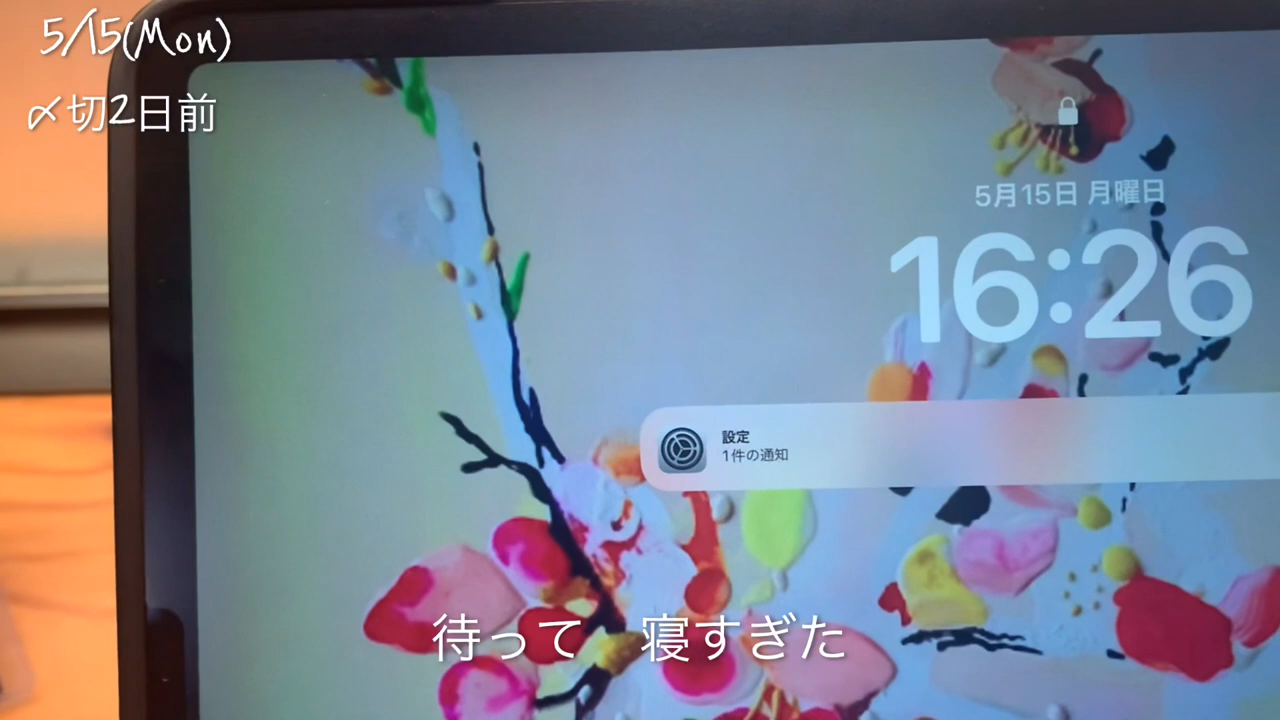 5/15(Mon)
〆切2日前
5月15日 月曜日
16:26
設定
1件の通知
待って 寝すぎた